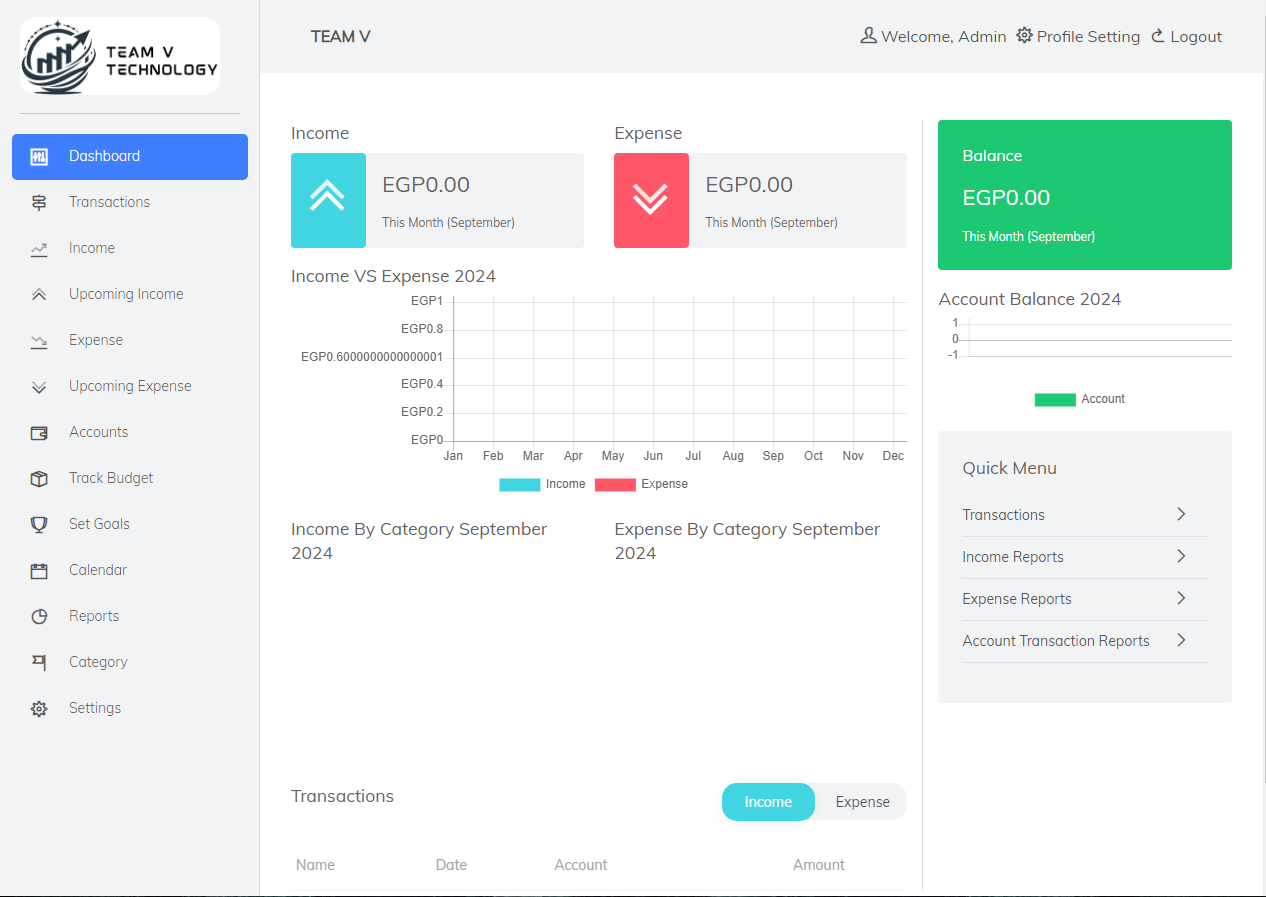 TEAM V
TECHNOLOGY
Dashboard
Transactions
Income
Upcoming Income
Expense
Upcoming Expense
Accounts
Track Budget
Set Goals
Calendar
Reports
Category
Settings
TEAM V
Welcome, Admin Profile Setting Logout
Income
EGP0.00
This Month (September)
Expense
EGP0.00
This Month (September)
Income VS Expense 2024
EGP1
EGP0.8
EGP0.6000000000000001
EGP0.4
EGP0.2
EGP0
Jan Feb Mar Apr May Jun Jul Aug Sep Oct Nov Dec
Income Expense
Income By Category September
2024
Expense By Category September
2024
Transactions
Income Expense
Name Date Account Amount
Balance
EGP0.00
This Month (September)
Account Balance 2024
1
0
-1
Account
Quick Menu
Transactions
Income Reports
Expense Reports
Account Transaction Reports